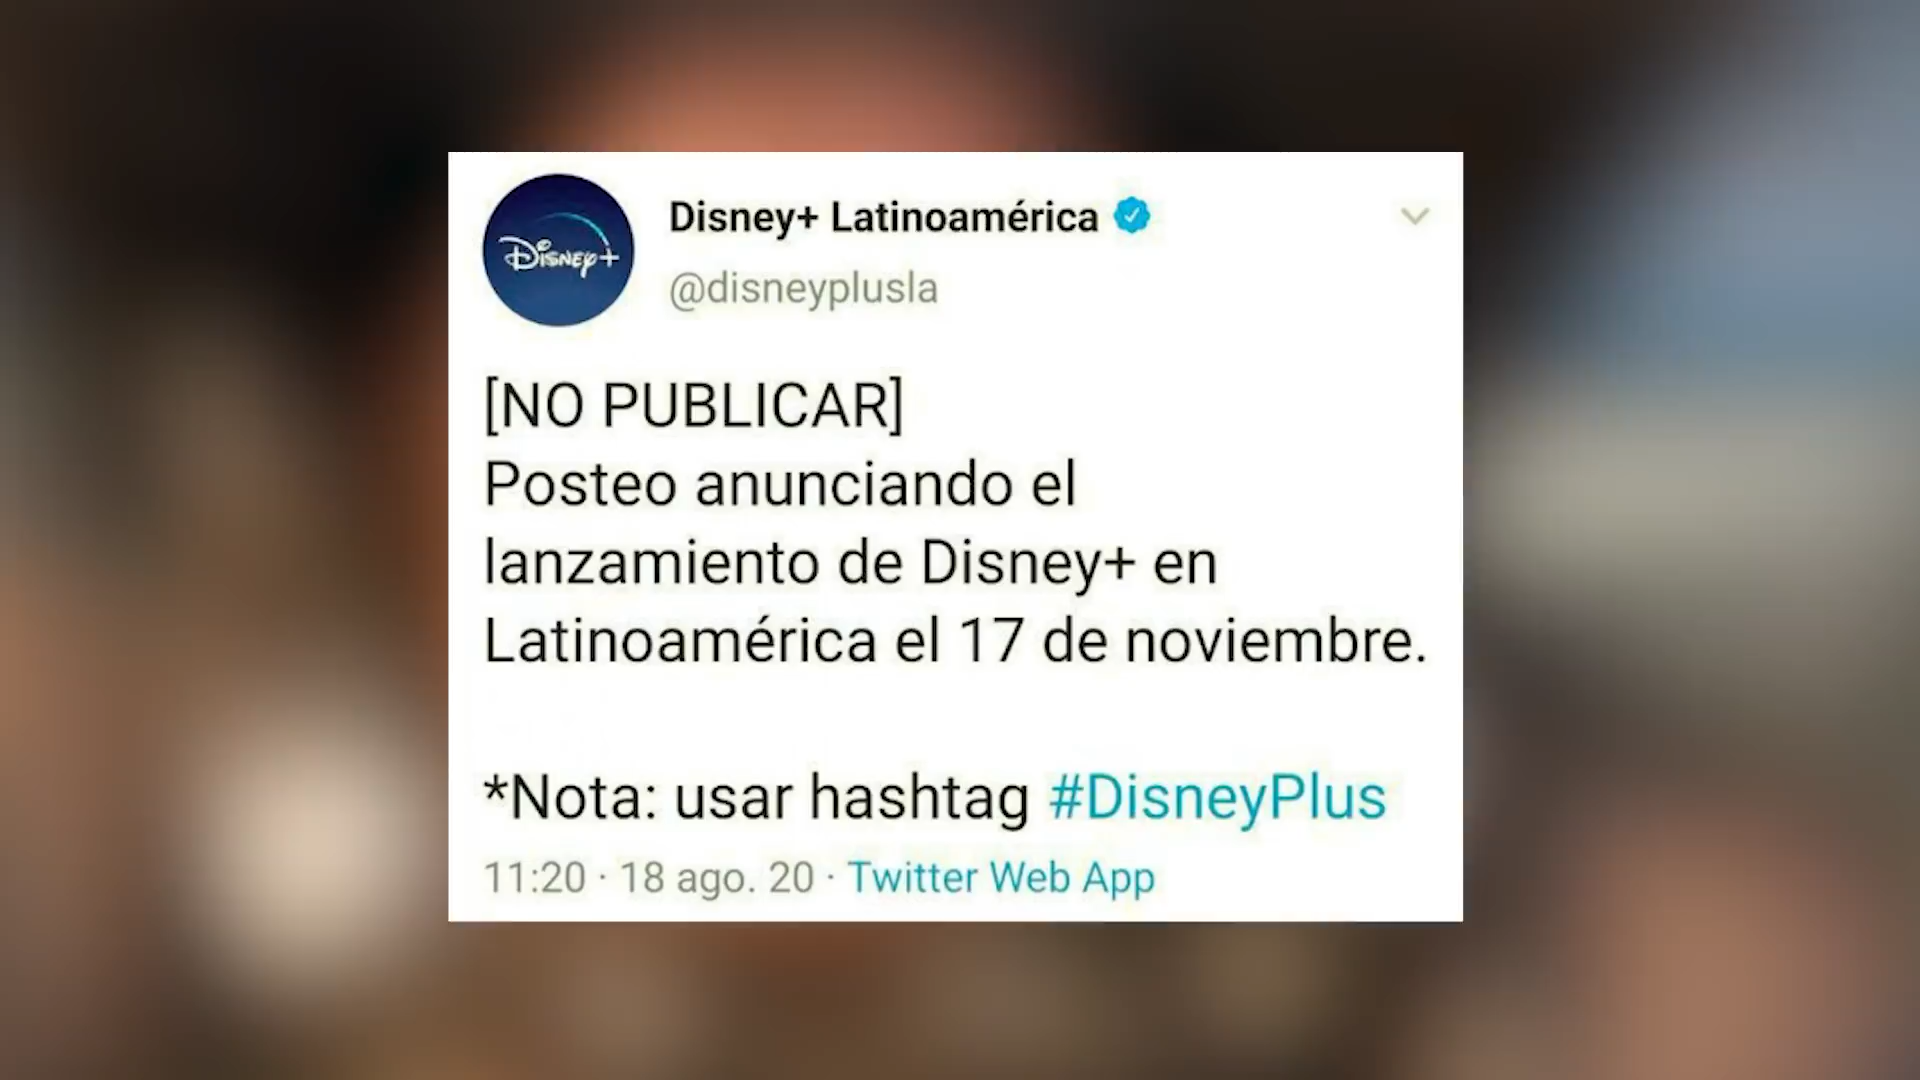 Disney+
Disney+ Latinoamérica
@disneyplusla
[NO PUBLICAR]
Posteo anunciando el
lanzamiento de Disney+ en
Latinoamérica el 17 de noviembre.
*Nota: usar hashtag #DisneyPlus
11:20 · 18 ago. 20 · Twitter Web App